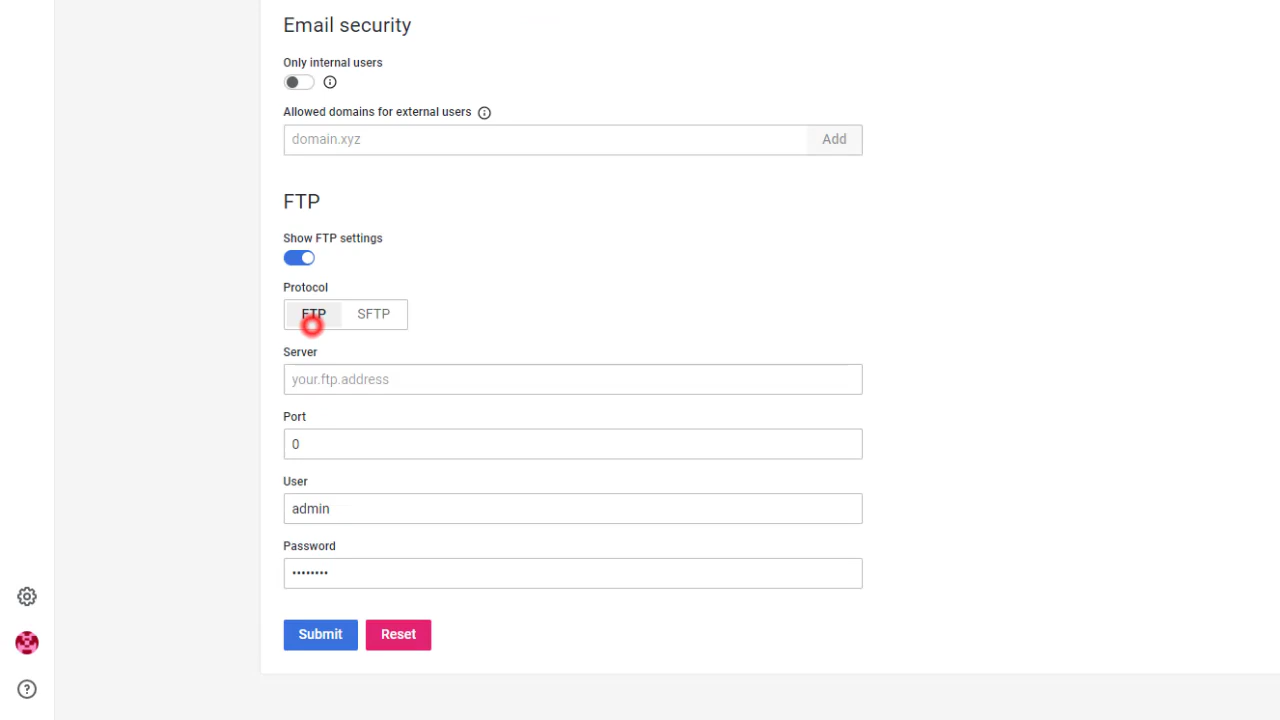 Email security
Only internal users
Allowed domains for external users
domain.xyz Add
FTP
Show FTP settings
Protocol
FTP SFTP
Server
your.ftp.address
Port
0
User
admin
Password
••••••••
Submit Reset